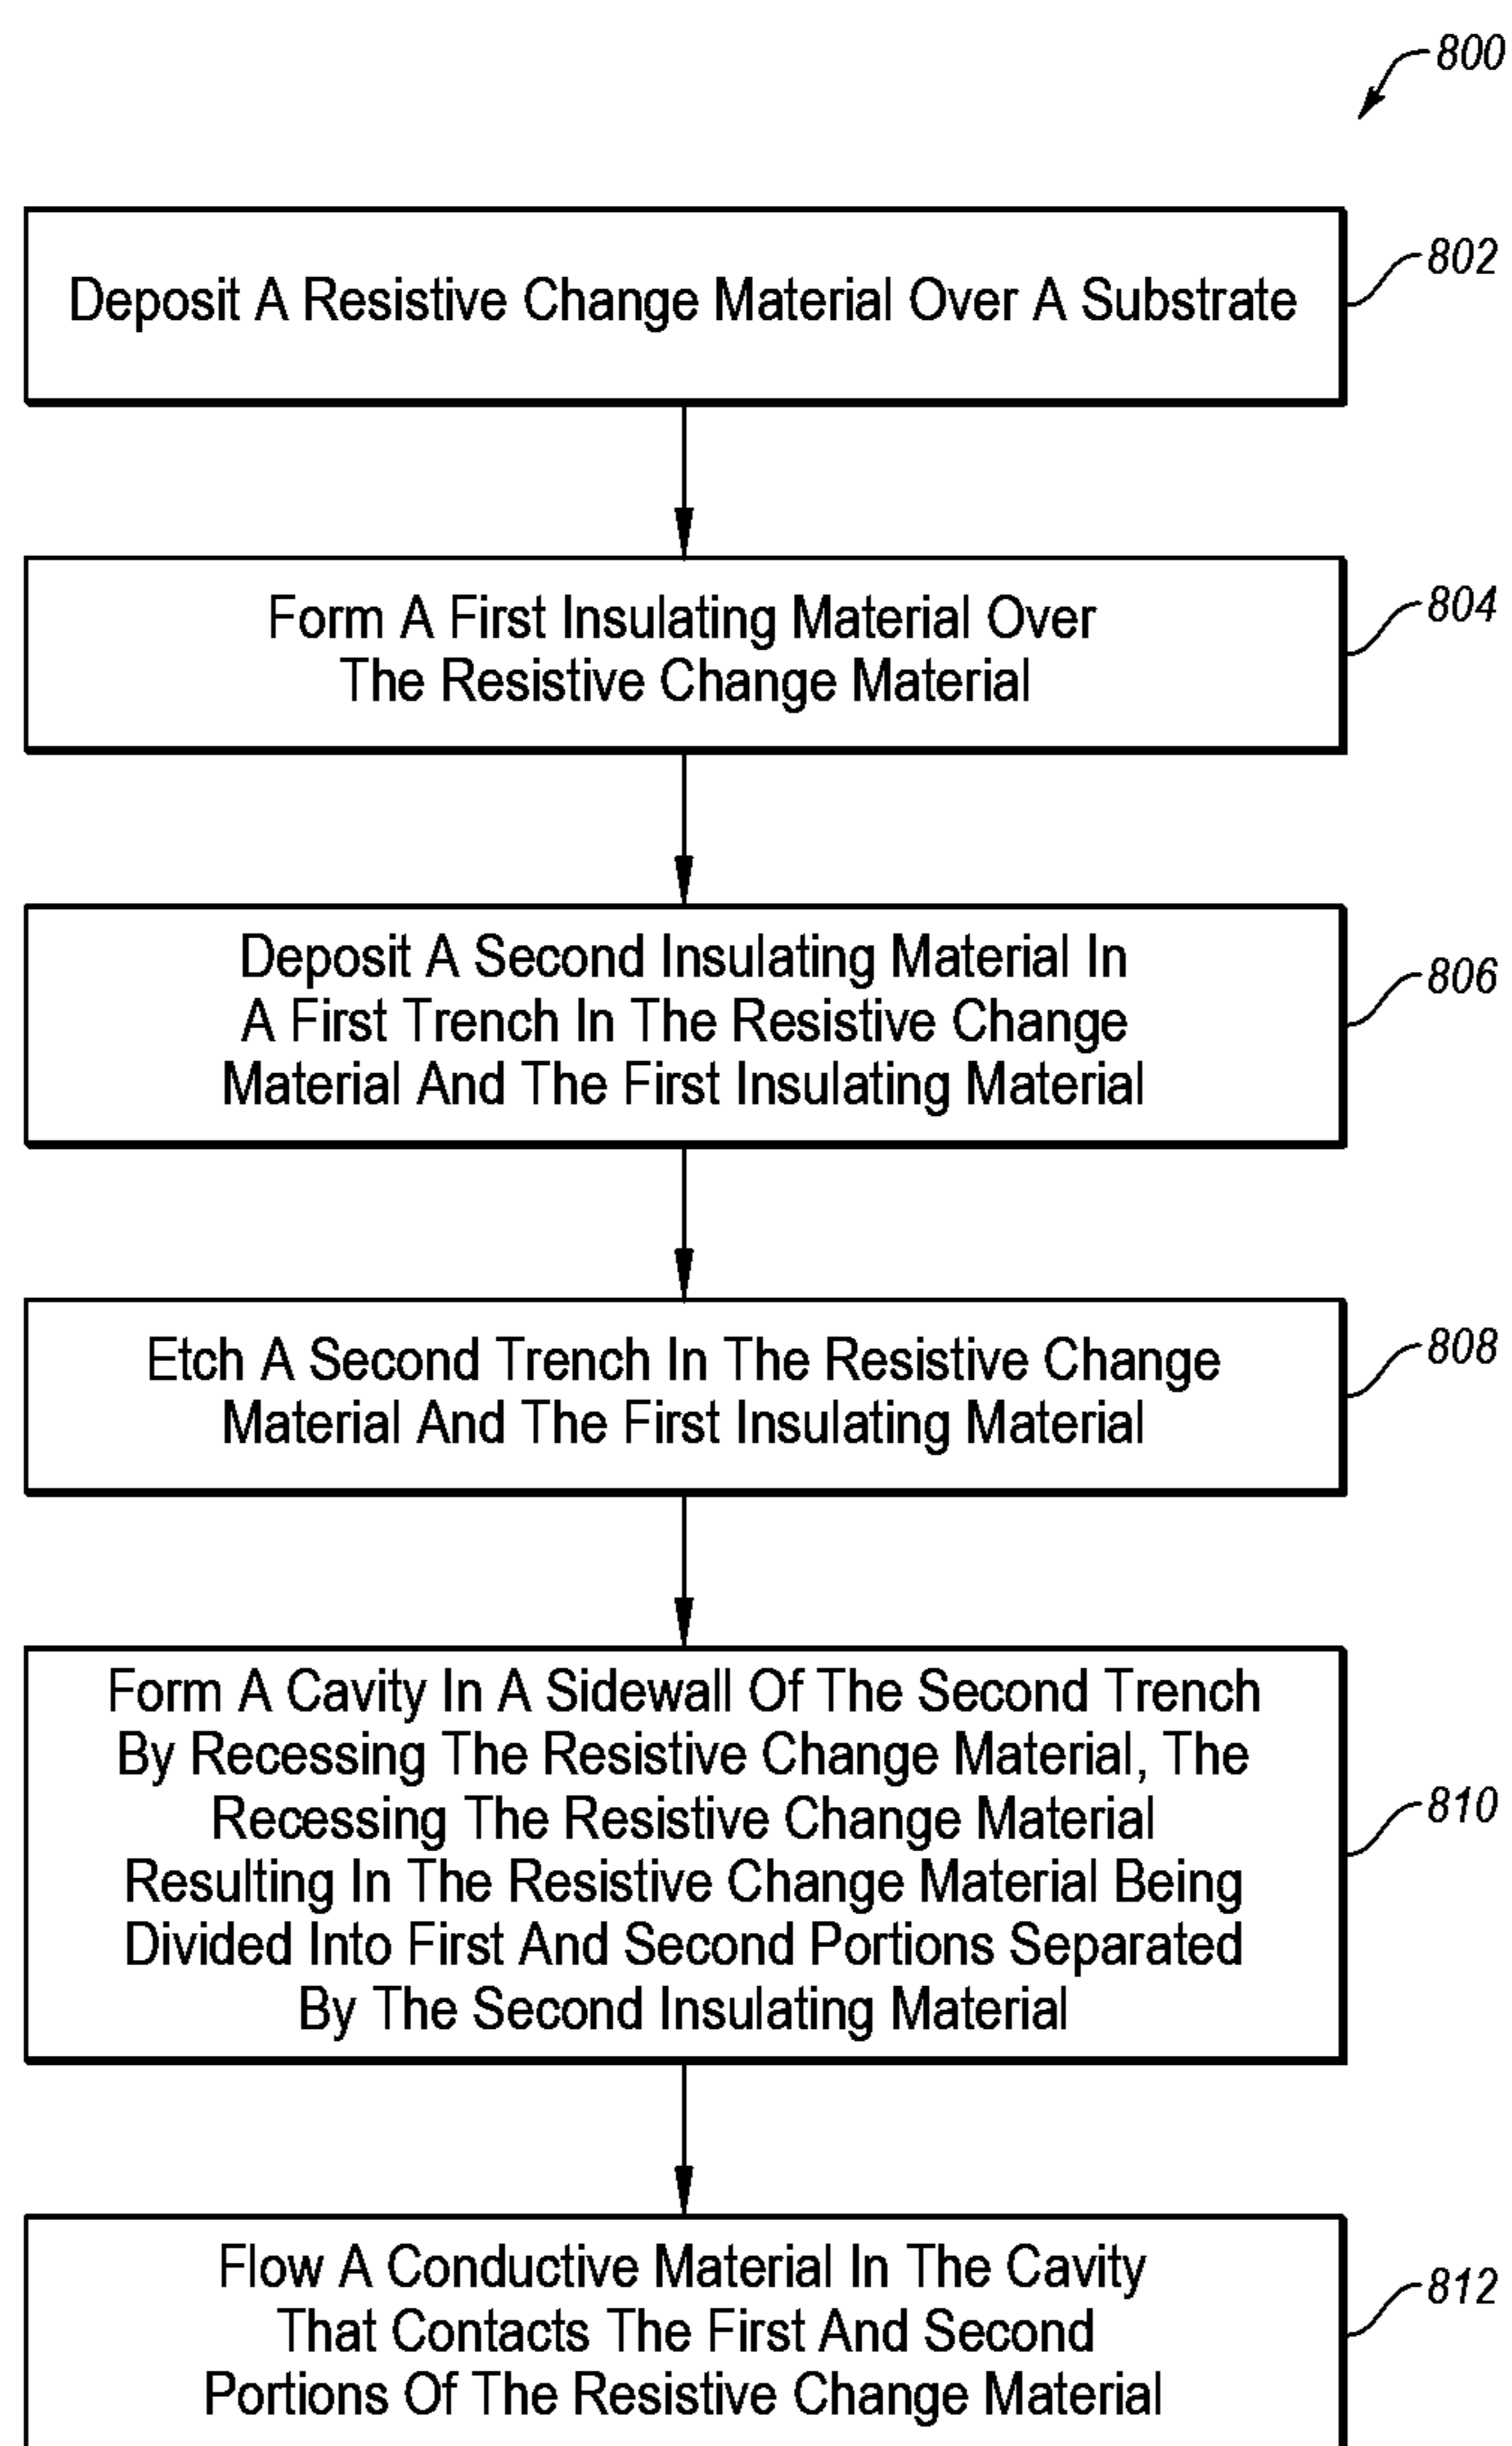 800
Deposit A Resistive Change Material Over A Substrate
802
Form A First Insulating Material Over
The Resistive Change Material
804
Deposit A Second Insulating Material In
A First Trench In The Resistive Change
Material And The First Insulating Material
806
Etch A Second Trench In The Resistive Change
Material And The First Insulating Material
808
Form A Cavity In A Sidewall Of The Second Trench
By Recessing The Resistive Change Material, The
Recessing The Resistive Change Material
Resulting In The Resistive Change Material Being
Divided Into First And Second Portions Separated
By The Second Insulating Material
810
Flow A Conductive Material In The Cavity
That Contacts The First And Second
Portions Of The Resistive Change Material
812